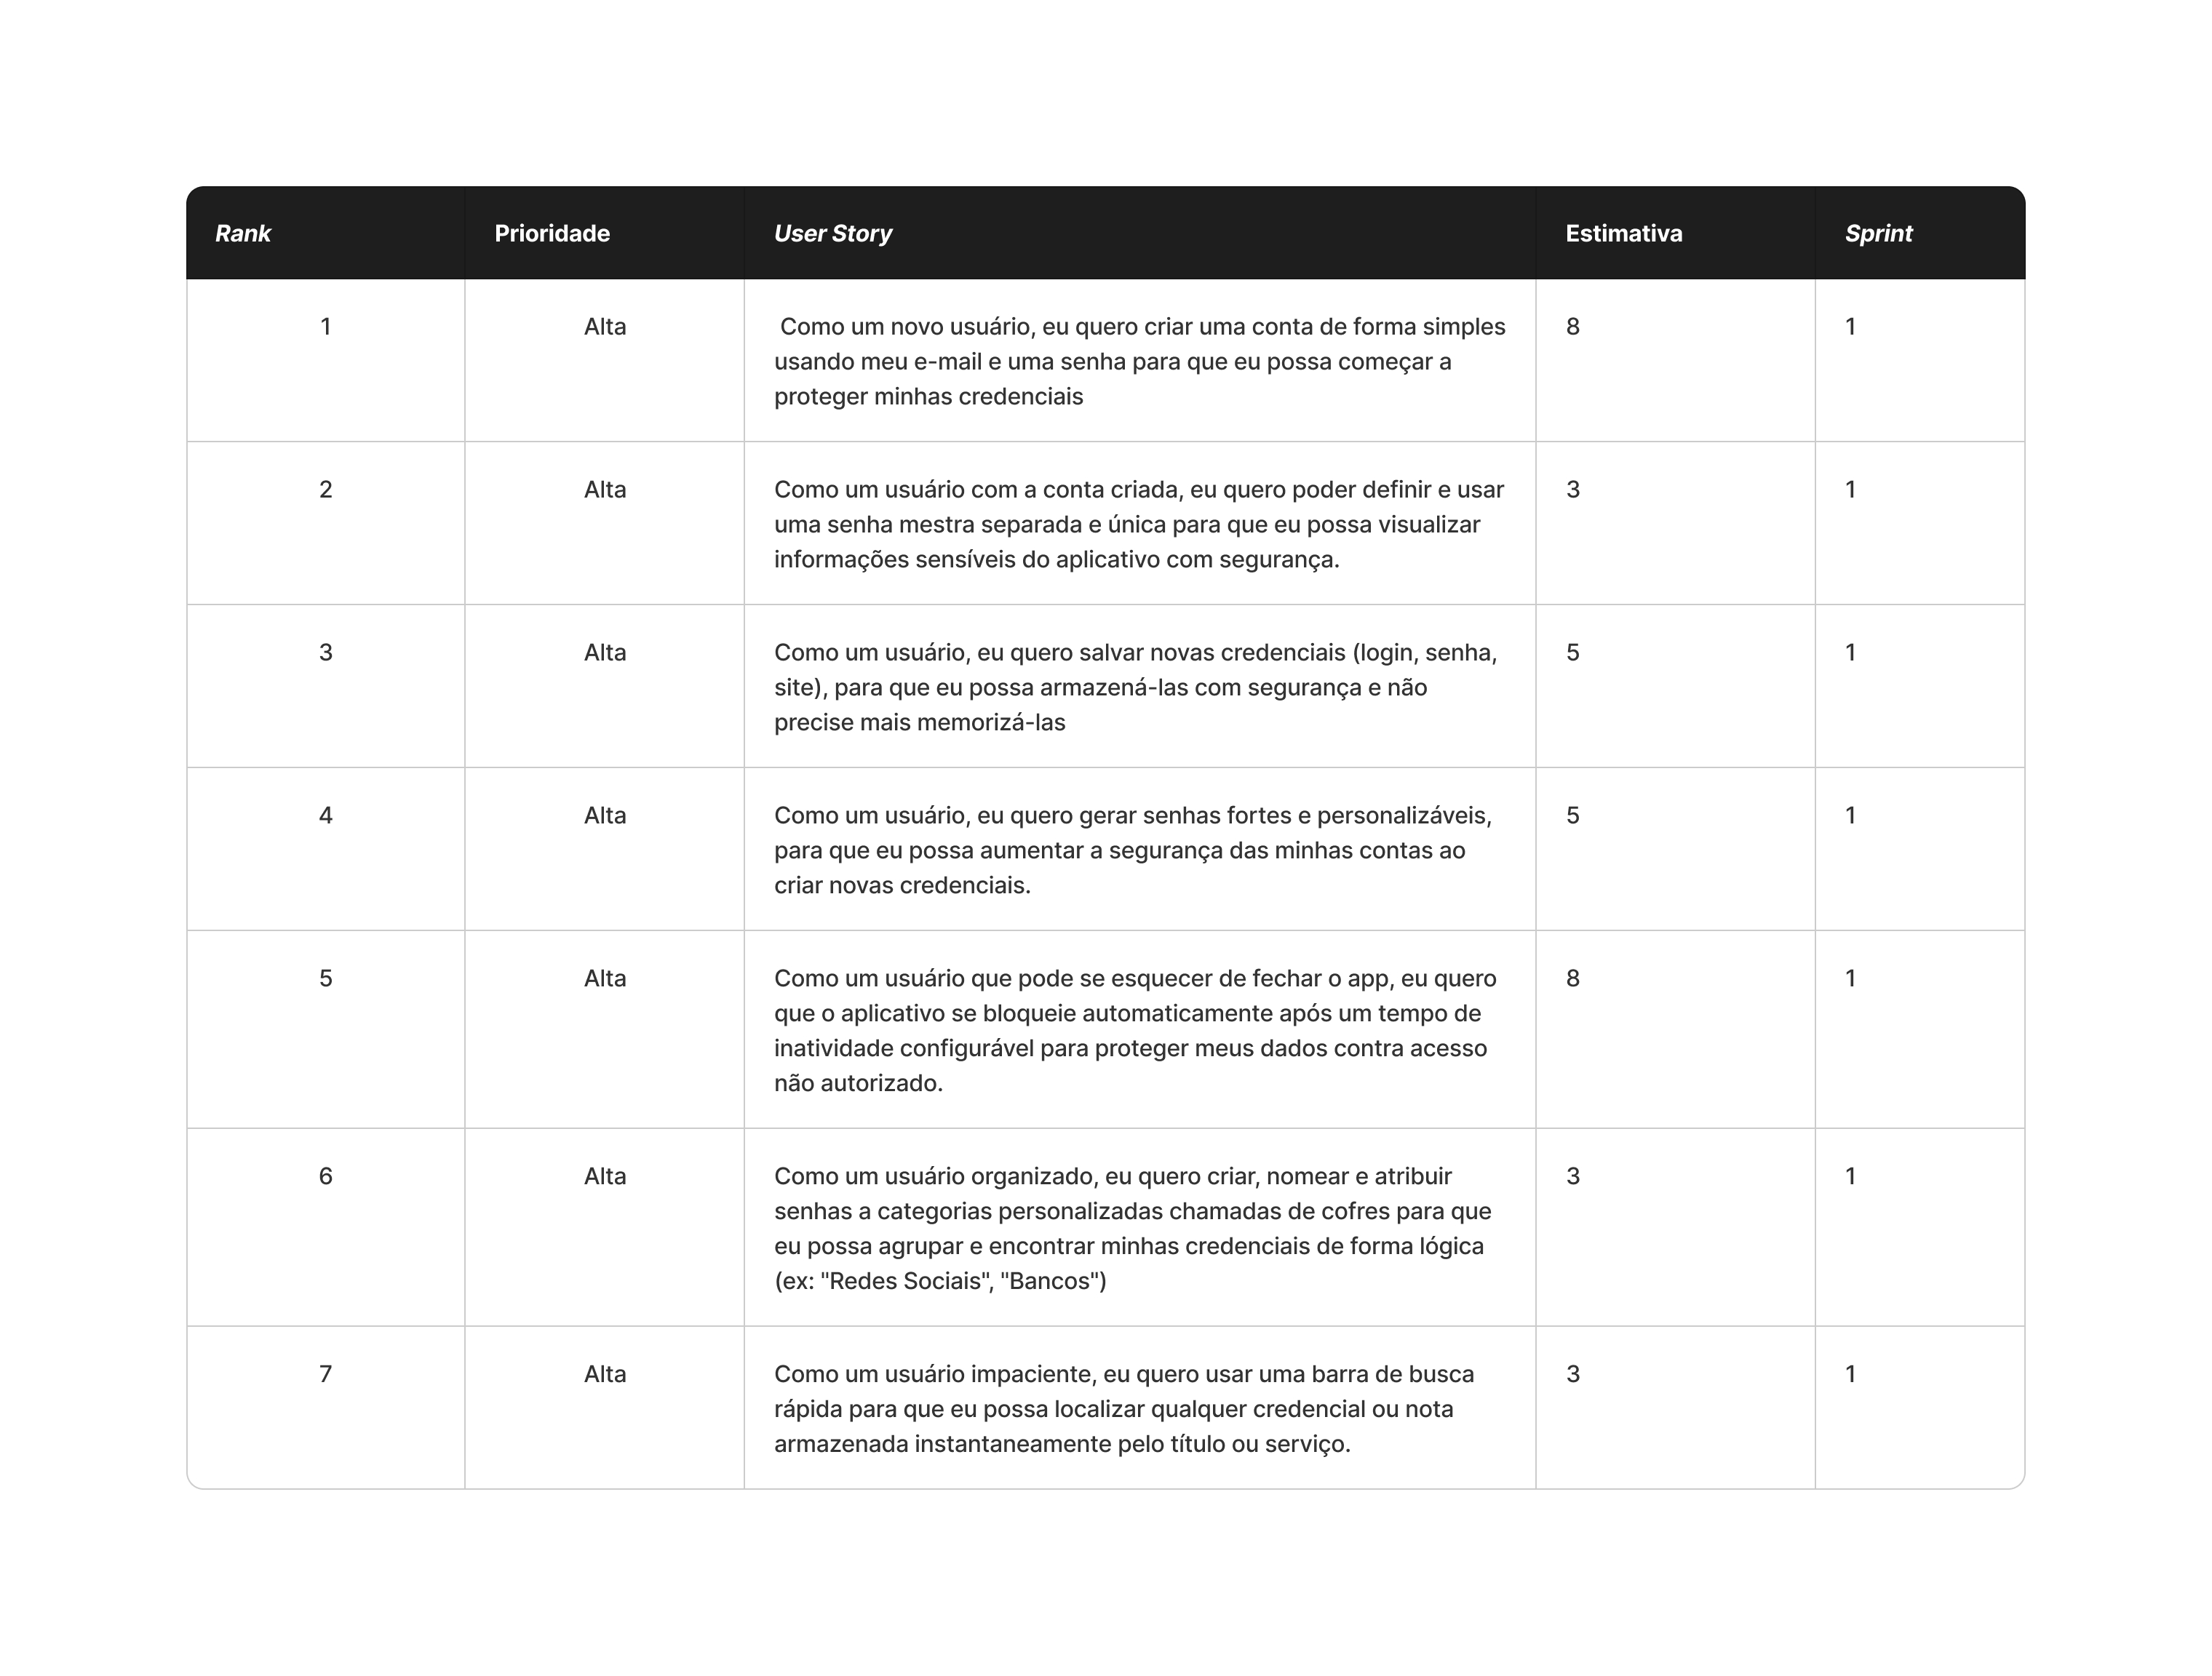 Rank Prioridade User Story Estimativa Sprint
1 Alta Como um novo usuário, eu quero criar uma conta de forma simples 8 1
usando meu e-mail e uma senha para que eu possa começar a
proteger minhas credenciais
2 Alta Como um usuário com a conta criada, eu quero poder definir e usar 3 1
uma senha mestra separada e única para que eu possa visualizar
informações sensíveis do aplicativo com segurança.
3 Alta Como um usuário, eu quero salvar novas credenciais (login, senha, 5 1
site), para que eu possa armazená-las com segurança e não
precise mais memorizá-las
4 Alta Como um usuário, eu quero gerar senhas fortes e personalizáveis, 5 1
para que eu possa aumentar a segurança das minhas contas ao
criar novas credenciais.
5 Alta Como um usuário que pode se esquecer de fechar o app, eu quero 8 1
que o aplicativo se bloqueie automaticamente após um tempo de
inatividade configurável para proteger meus dados contra acesso
não autorizado.
6 Alta Como um usuário organizado, eu quero criar, nomear e atribuir 3 1
senhas a categorias personalizadas chamadas de cofres para que
eu possa agrupar e encontrar minhas credenciais de forma lógica
(ex: "Redes Sociais", "Bancos")
7 Alta Como um usuário impaciente, eu quero usar uma barra de busca 3 1
rápida para que eu possa localizar qualquer credencial ou nota
armazenada instantaneamente pelo título ou serviço.